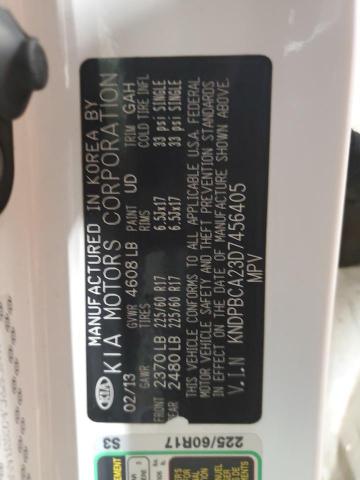 MANUFACTURED IN KOREA BY
KIA KIA MOTORS CORPORATION
02/13 GVWR 4608 LB PAINT UD TRIM GAH
GAWR TIRES RIMS COLD TIRE INFL
FRONT 2370 LB 225/60 R17 6.5Jx17 33 psi SINGLE
REAR 2480 LB 225/60 R17 6.5Jx17 33 psi SINGLE
THIS VEHICLE CONFORMS TO ALL APPLICABLE U.S.A. FEDERAL
MOTOR VEHICLE SAFETY AND THEFT PREVENTION STANDARDS
IN EFFECT ON THE DATE OF MANUFACTURE SHOWN ABOVE.
V.I.N KNDPBCA23D7456405
MPV
S3 225/60R17